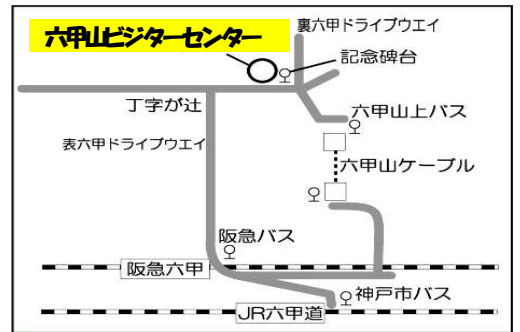 裏六甲ドライブウエイ
六甲山ビジターセンター
記念碑台
丁字が辻
六甲山上バス
表六甲ドライブウエイ
六甲山ケーブル
阪急バス
阪急六甲
神戸市バス
JR六甲道